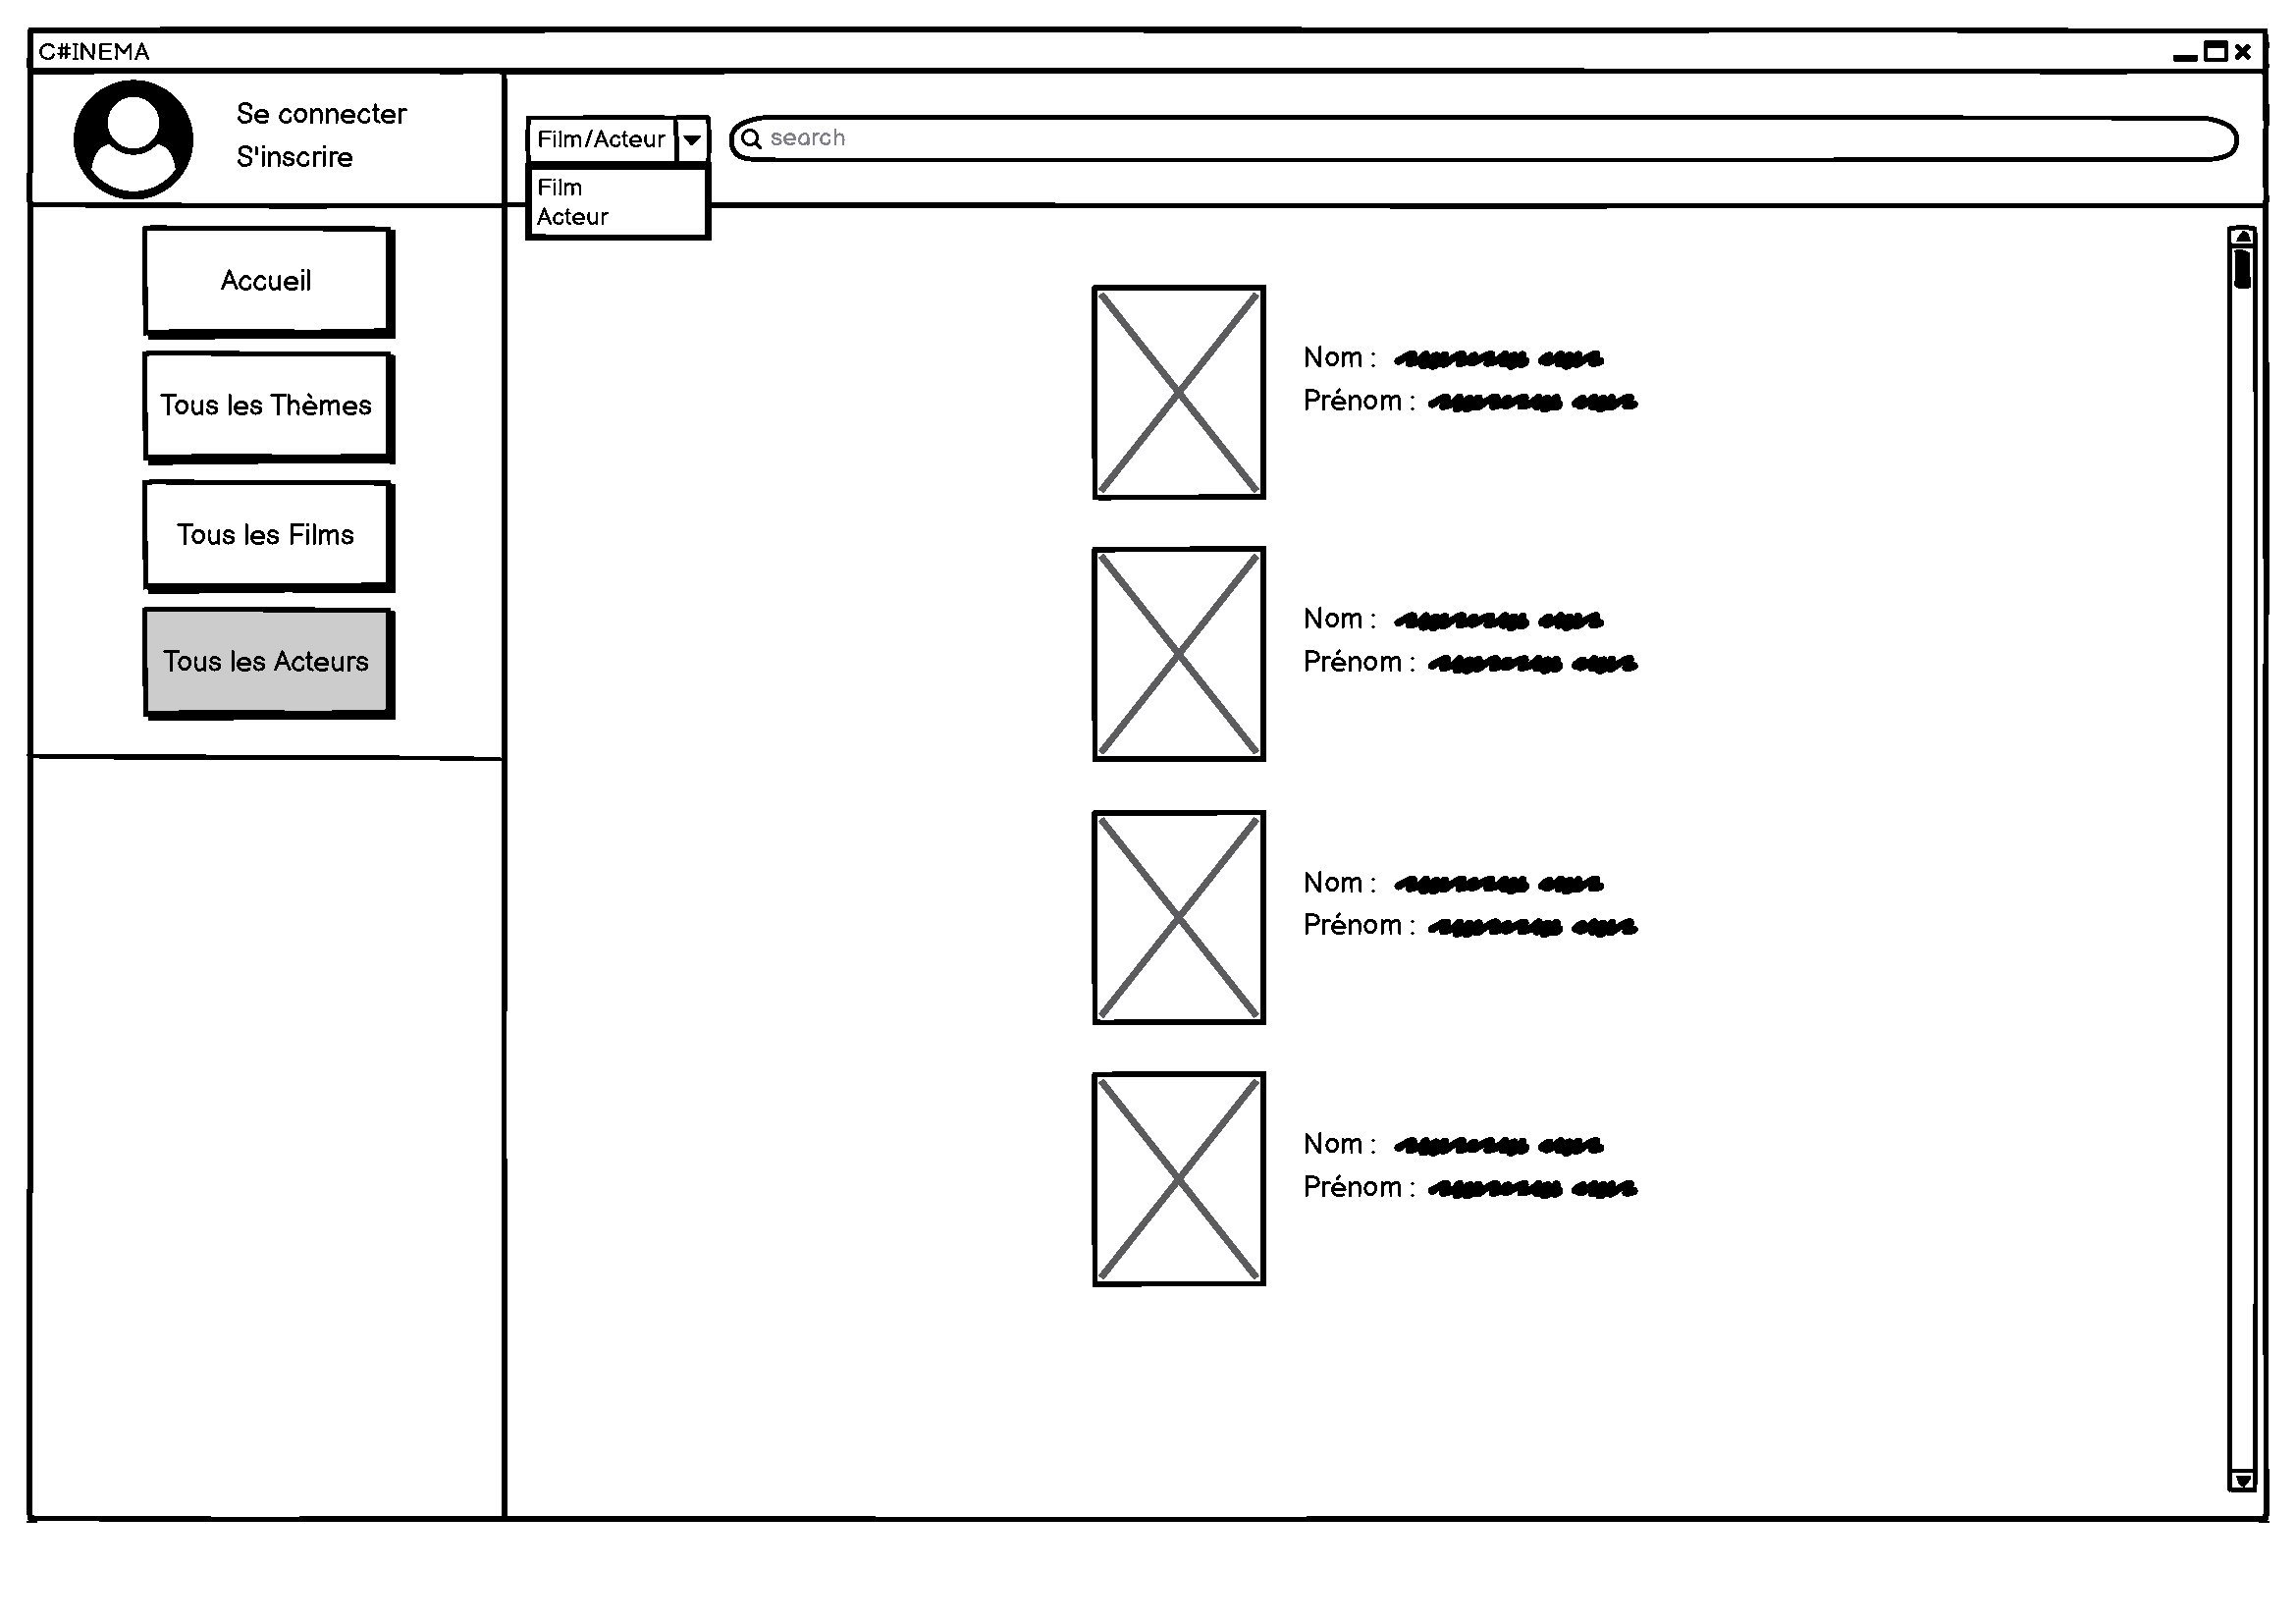 C#INEMA
Se connecter
S'inscrire
Film/Acteur
search
Film
Acteur
Accueil
Tous les Thèmes
Tous les Films
Tous les Acteurs
Nom :
Prénom :
Nom :
Prénom :
Nom :
Prénom :
Nom :
Prénom :